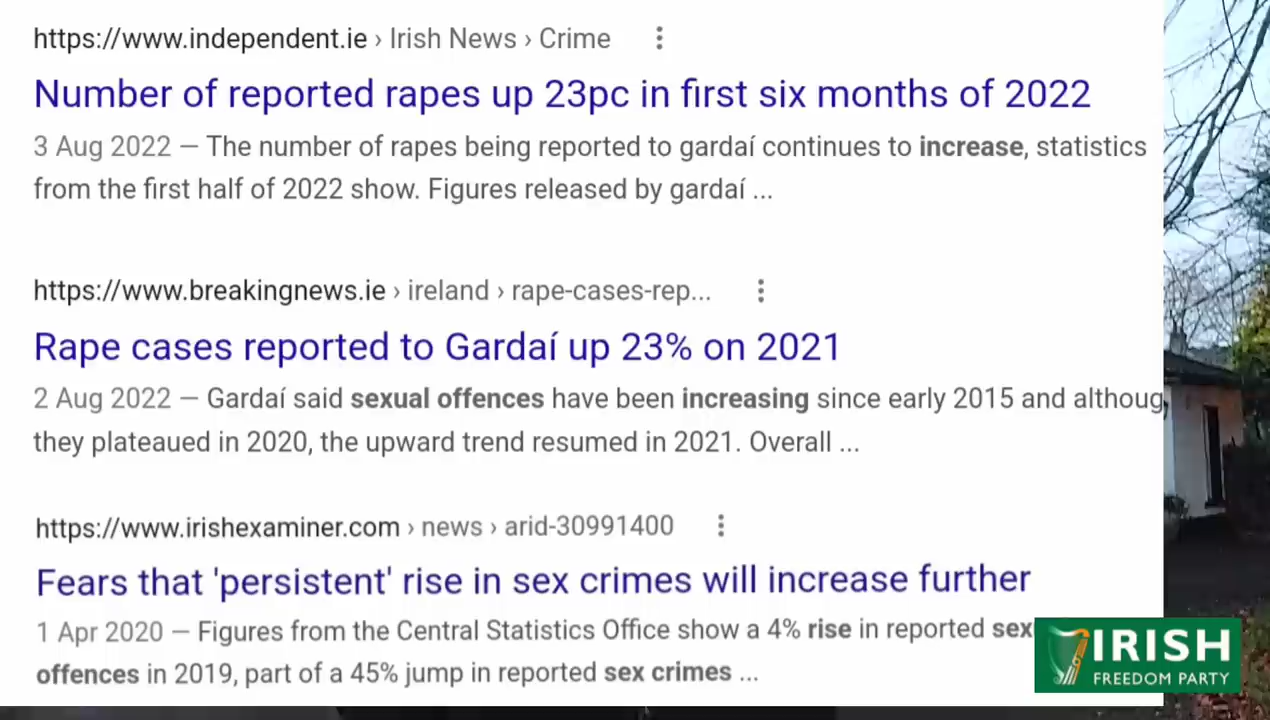 https://www.independent.ie › Irish News › Crime
Number of reported rapes up 23pc in first six months of 2022
3 Aug 2022 — The number of rapes being reported to gardaí continues to increase, statistics
from the first half of 2022 show. Figures released by gardaí ...
https://www.breakingnews.ie › ireland › rape-cases-rep...
Rape cases reported to Gardaí up 23% on 2021
2 Aug 2022 — Gardaí said sexual offences have been increasing since early 2015 and althoug
they plateaued in 2020, the upward trend resumed in 2021. Overall ...
https://www.irishexaminer.com › news › arid-30991400
Fears that 'persistent' rise in sex crimes will increase further
1 Apr 2020 — Figures from the Central Statistics Office show a 4% rise in reported sex
offences in 2019, part of a 45% jump in reported sex crimes ...
IRISH
FREEDOM PARTY